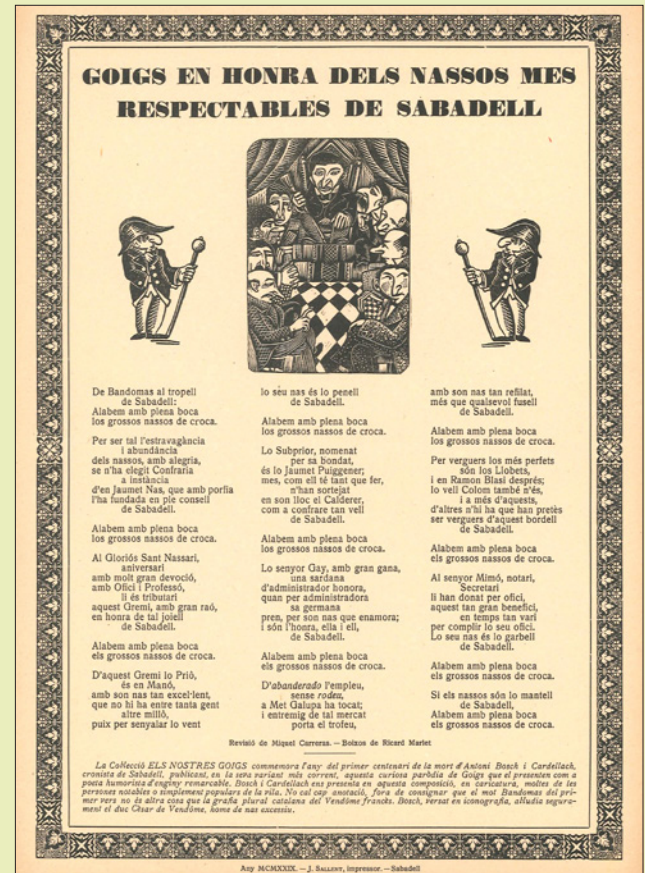 GOIGS EN HONRA DELS NASSOS MES
RESPECTABLES DE SABADELL
De Bandomas al tropell
de Sabadell:
Alabem amb plena boca
los grossos nassos de croca.
Per ser tal l'estravagància
i abundància
dels nassos, amb alegria,
se n'ha elegit Confraria
a instància
d'en Jaumet Nas, que amb porfia
l'ha fundada en ple consell
de Sabadell.
Alabem amb plena boca
los grossos nassos de croca.
Al Gloriós Sant Nassari,
aniversari
amb molt gran devoció,
amb Ofici i Professó,
li és tributari
aquest Gremi, amb gran raó,
en honra de tal joiell
de Sabadell.
Alabem amb plena boca
els grossos nassos de croca.
D'aquest Gremi lo Prió,
és en Manó,
amb son nas tan excel·lent,
que no hi ha entre tanta gent
altre milló,
puix per senyalar lo vent
lo sèu nas és lo penell
de Sabadell.
Alabem amb plena boca
los grossos nassos de croca.
Lo Subprior, nomenat
per sa bondat,
és lo Jaumet Puiggener;
mes, com ell té tant que fer,
n'han sortejat
en son lloc el Calderer,
com a confrare tan vell
de Sabadell.
Alabem amb plena boca
los grossos nassos de croca.
Lo senyor Gay, amb gran gana,
una sardana
d'administrador honora,
quan per administradora
sa germana
pren, per son nas que enamora;
i són l'honra, ella i ell,
de Sabadell.
Alabem amb plena boca
els grossos nassos de croca.
D'abanderado l'empleu,
sense rodeu,
a Met Galupa ha tocat;
i entremig de tal mercat
porta el trofeu,
amb son nas tan refilat,
més que qualsevol fusell
de Sabadell.
Alabem amb plena boca
los grossos nassos de croca.
Per verguers los més perfets
són los Llobets,
i en Ramon Blasi després;
lo vell Colom també n'és,
i a més d'aquests,
d'altres n'hi ha que han pretès
ser verguers d'aquest bordell
de Sabadell.
Alabem amb plena boca
els grossos nassos de croca.
Al senyor Mimó, notari,
Secretari
li han donat per ofici,
aquest tan gran benefici,
en temps tan vari
per complir lo seu ofici.
Lo seu nas és lo garbell
de Sabadell.
Alabem amb plena boca
els grossos nassos de croca.
Si els nassos són lo mantell
de Sabadell,
Alabem amb plena boca
els grossos nassos de croca.
Revisió de Miquel Carreras. — Boixos de Ricard Marlet
La Col·lecció ELS NOSTRES GOIGS commemora l'any del primer centenari de la mort d'Antoni Bosch i Cardellach,
cronista de Sabadell, publicant, en la seva variant més corrent, aquesta curiosa paròdia de Goigs que el presenten com a
poeta humorista d'enginy remarcable. Bosch i Cardellach ens presenta en aquesta composició, en caricatura, moltes de les
persones notables o simplement populars de la vila. No cal cap anotació, fora de consignar que el mot Bandomas del pri-
mer vers no és altra cosa que la grafia plural catalana del Vendôme francès. Bosch, versat en iconografia, al·ludia segura-
ment el duc Cèsar de Vendôme, home de nas excessiu.
Any MCMXXIX. — J. SALLENT, impressor. — Sabadell